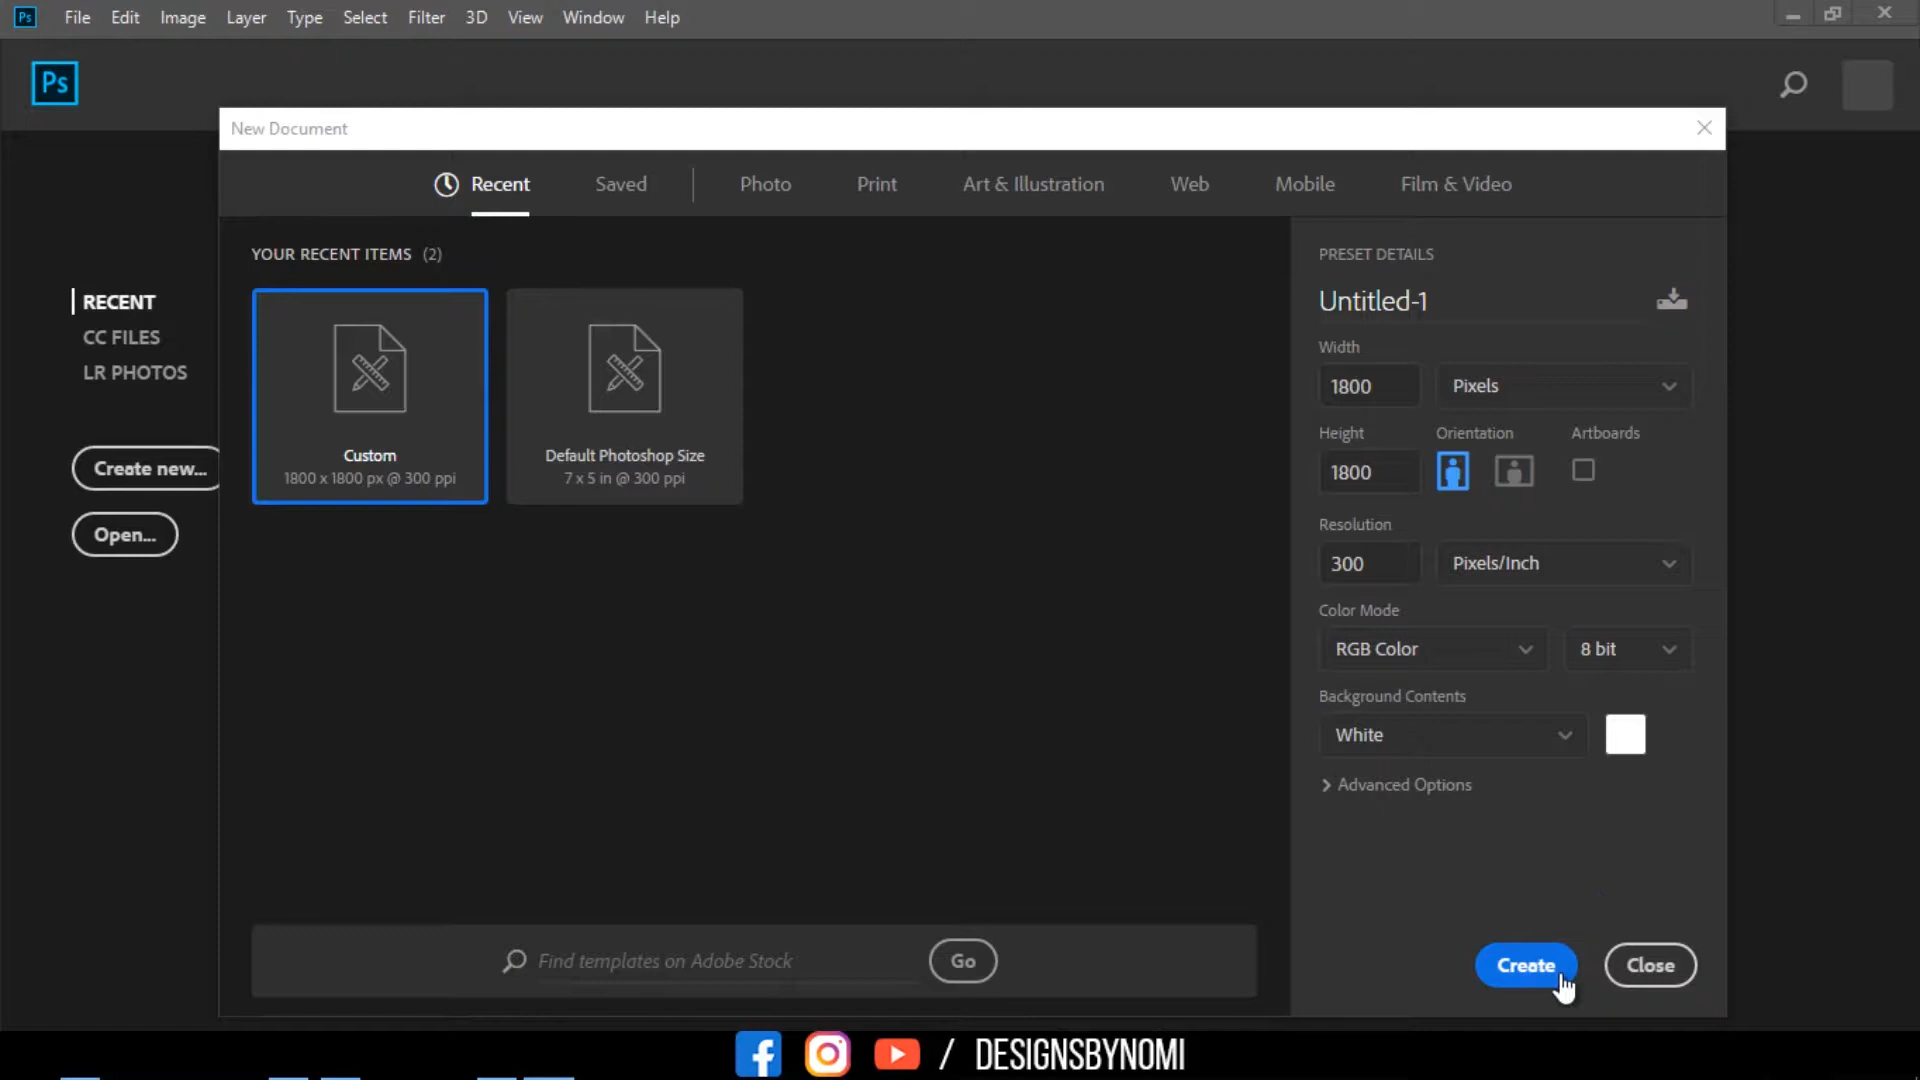 Ps File Edit Image Layer Type Select Filter 3D View Window Help
Ps
New Document
Recent Saved Photo Print Art & Illustration Web Mobile Film & Video
YOUR RECENT ITEMS (2)
Custom
1800 x 1800 px @ 300 ppi
Default Photoshop Size
7 x 5 in @ 300 ppi
RECENT
CC FILES
LR PHOTOS
Create new...
Open...
PRESET DETAILS
Untitled-1
Width
1800 Pixels
Height Orientation Artboards
1800
Resolution
300 Pixels/Inch
Color Mode
RGB Color 8 bit
Background Contents
White
Advanced Options
Find templates on Adobe Stock Go
Create Close
/ DESIGNSBYNOMI